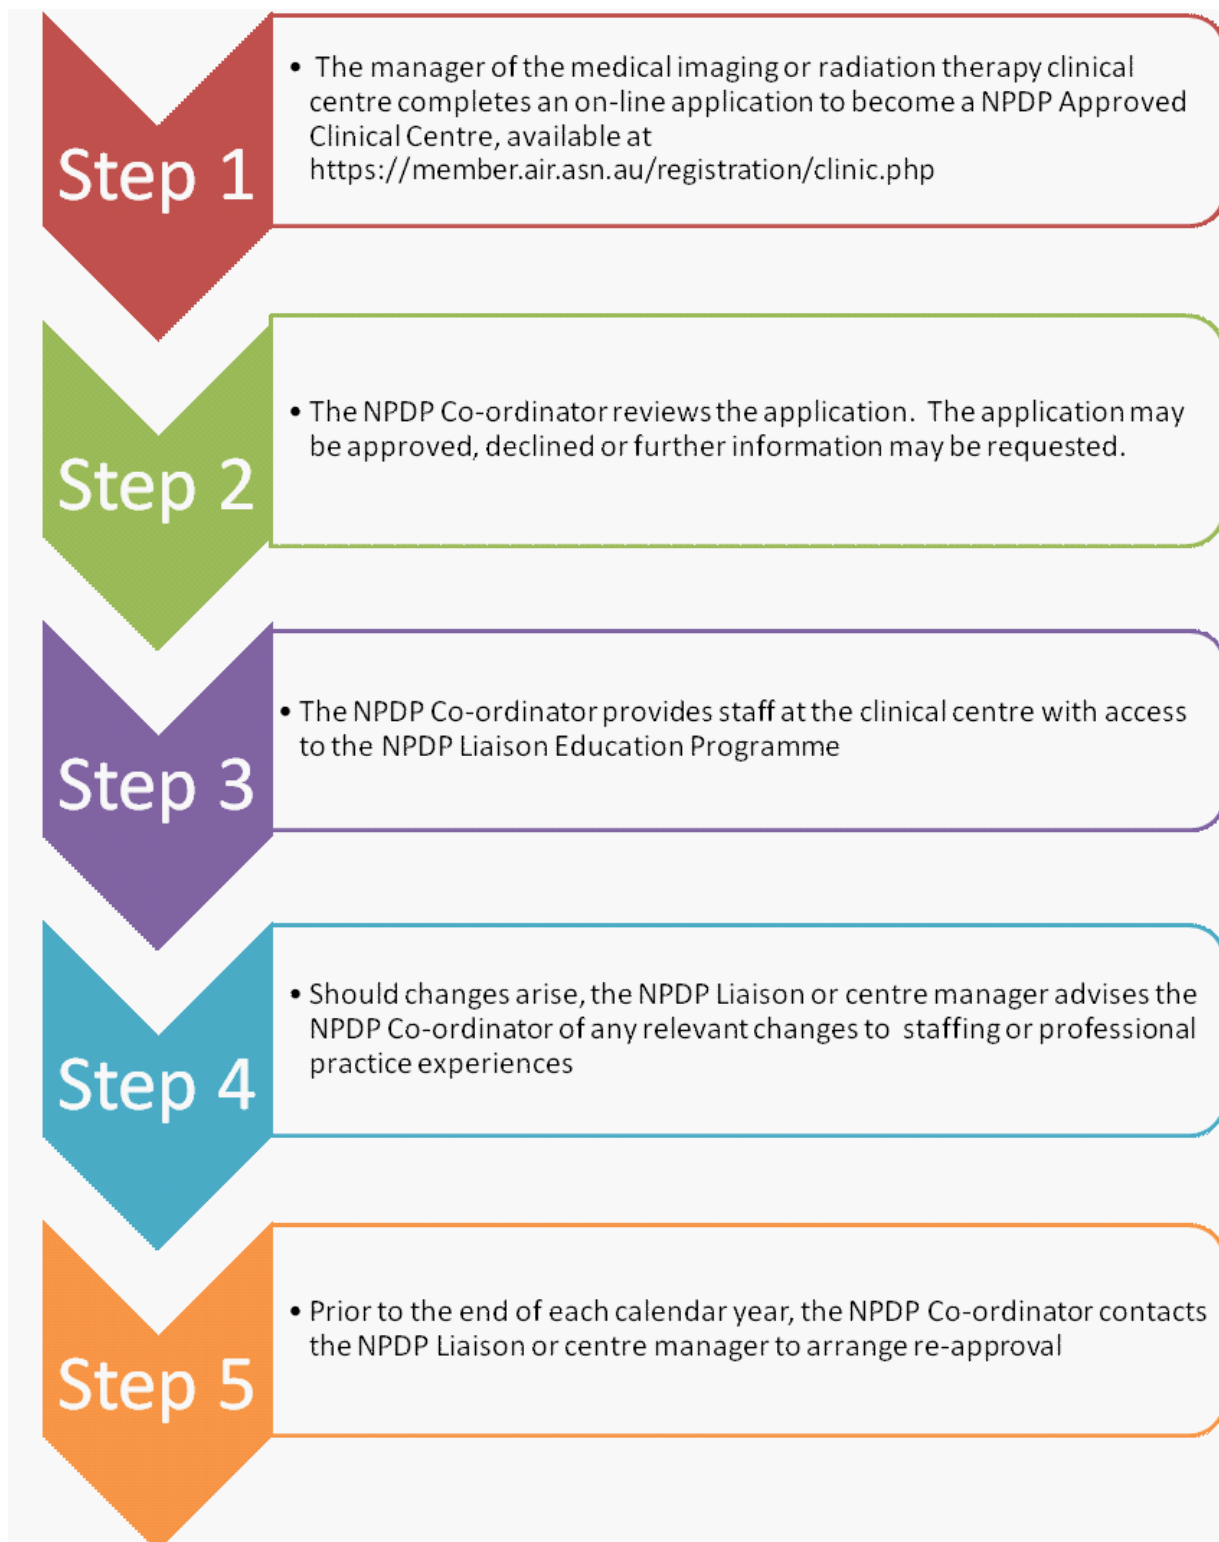 Step 1
• The manager of the medical imaging or radiation therapy clinical
centre completes an on-line application to become a NPDP Approved
Clinical Centre, available at
https://member.air.asn.au/registration/clinic.php
Step 2
• The NPDP Co-ordinator reviews the application. The application may
be approved, declined or further information may be requested.
Step 3
• The NPDP Co-ordinator provides staff at the clinical centre with access
to the NPDP Liaison Education Programme
Step 4
• Should changes arise, the NPDP Liaison or centre manager advises the
NPDP Co-ordinator of any relevant changes to staffing or professional
practice experiences
Step 5
• Prior to the end of each calendar year, the NPDP Co-ordinator contacts
the NPDP Liaison or centre manager to arrange re-approval